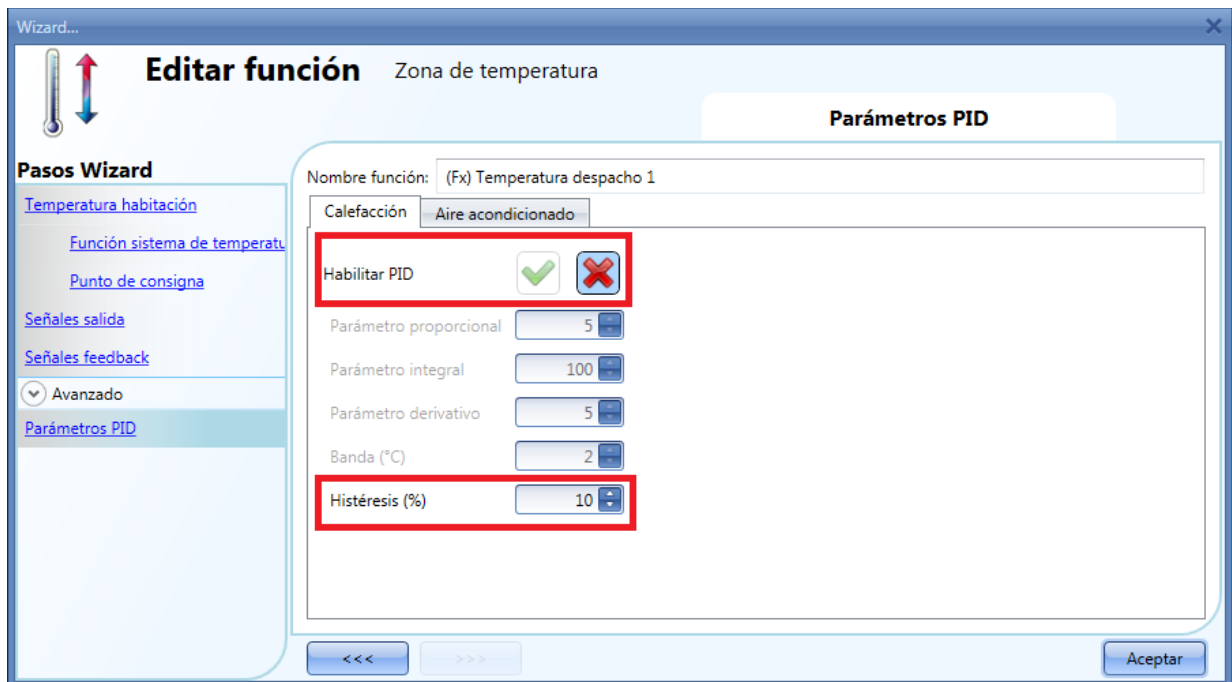 Wizard...
Editar función Zona de temperatura
Parámetros PID
Pasos Wizard
Temperatura habitación
Función sistema de temperatu
Punto de consigna
Señales salida
Señales feedback
Avanzado
Parámetros PID
Nombre función: (Fx) Temperatura despacho 1
Calefacción Aire acondicionado
Habilitar PID
Parámetro proporcional 5
Parámetro integral 100
Parámetro derivativo 5
Banda (°C) 2
Histéresis (%) 10
<<< >>> Aceptar